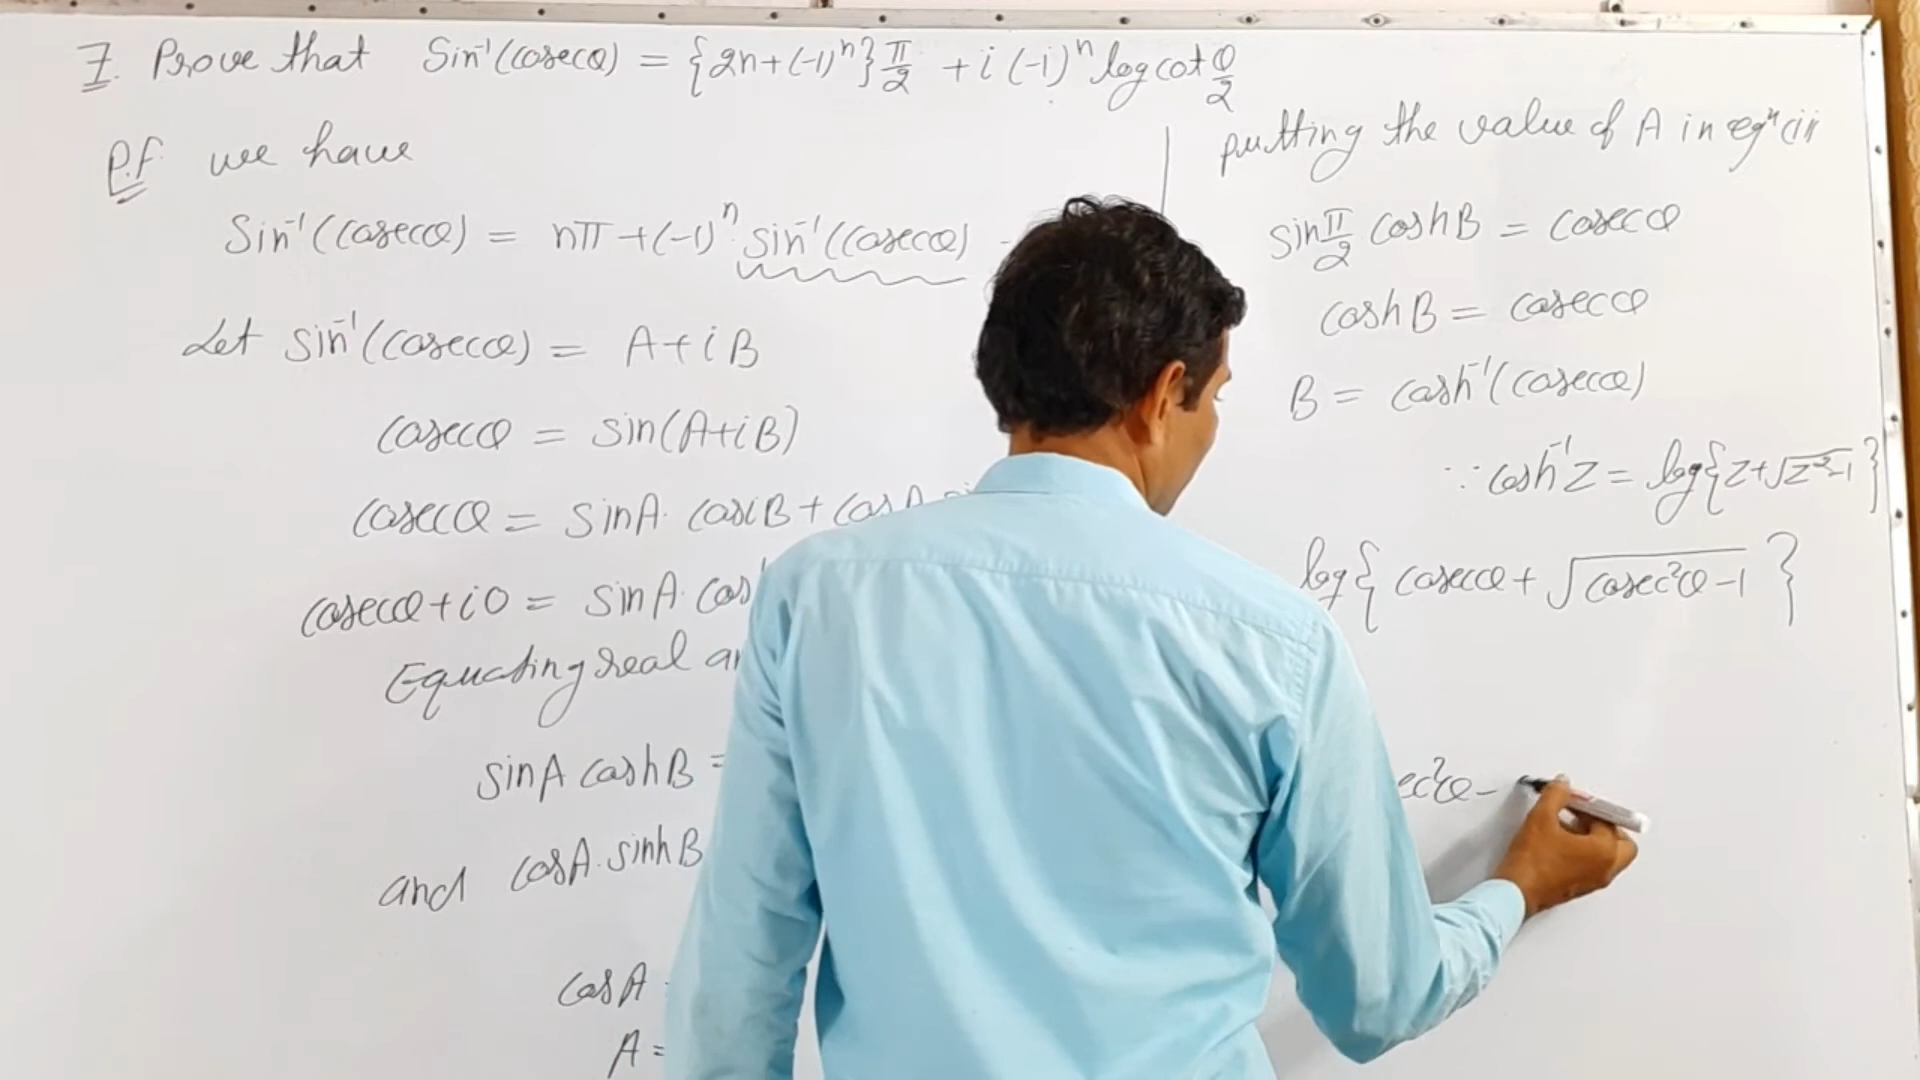 7. Prove that Sin⁻¹(cosecθ) = {2n+(-1)ⁿ}π/2 + i(-1)ⁿ log cot θ/2
P.f. we have
Sin⁻¹(cosecθ) = nπ+(-1)ⁿ sin⁻¹(cosecθ)
Let sin⁻¹(cosecθ) = A+iB
cosecθ = sin(A+iB)
cosecθ = sinA. cosiB + cosA
cosecθ+i0 = sinA. cos
Equating real
sinA coshB =
and cosA. sinhB
cosA
A =
putting the value of A in eqⁿ (ii
sin π/2 coshB = cosecθ
coshB = cosecθ
B = cosh⁻¹(cosecθ)
∵ cosh⁻¹z = log{z+√z²-1}
log{cosecθ+√cosec²θ-1}
ec²θ -